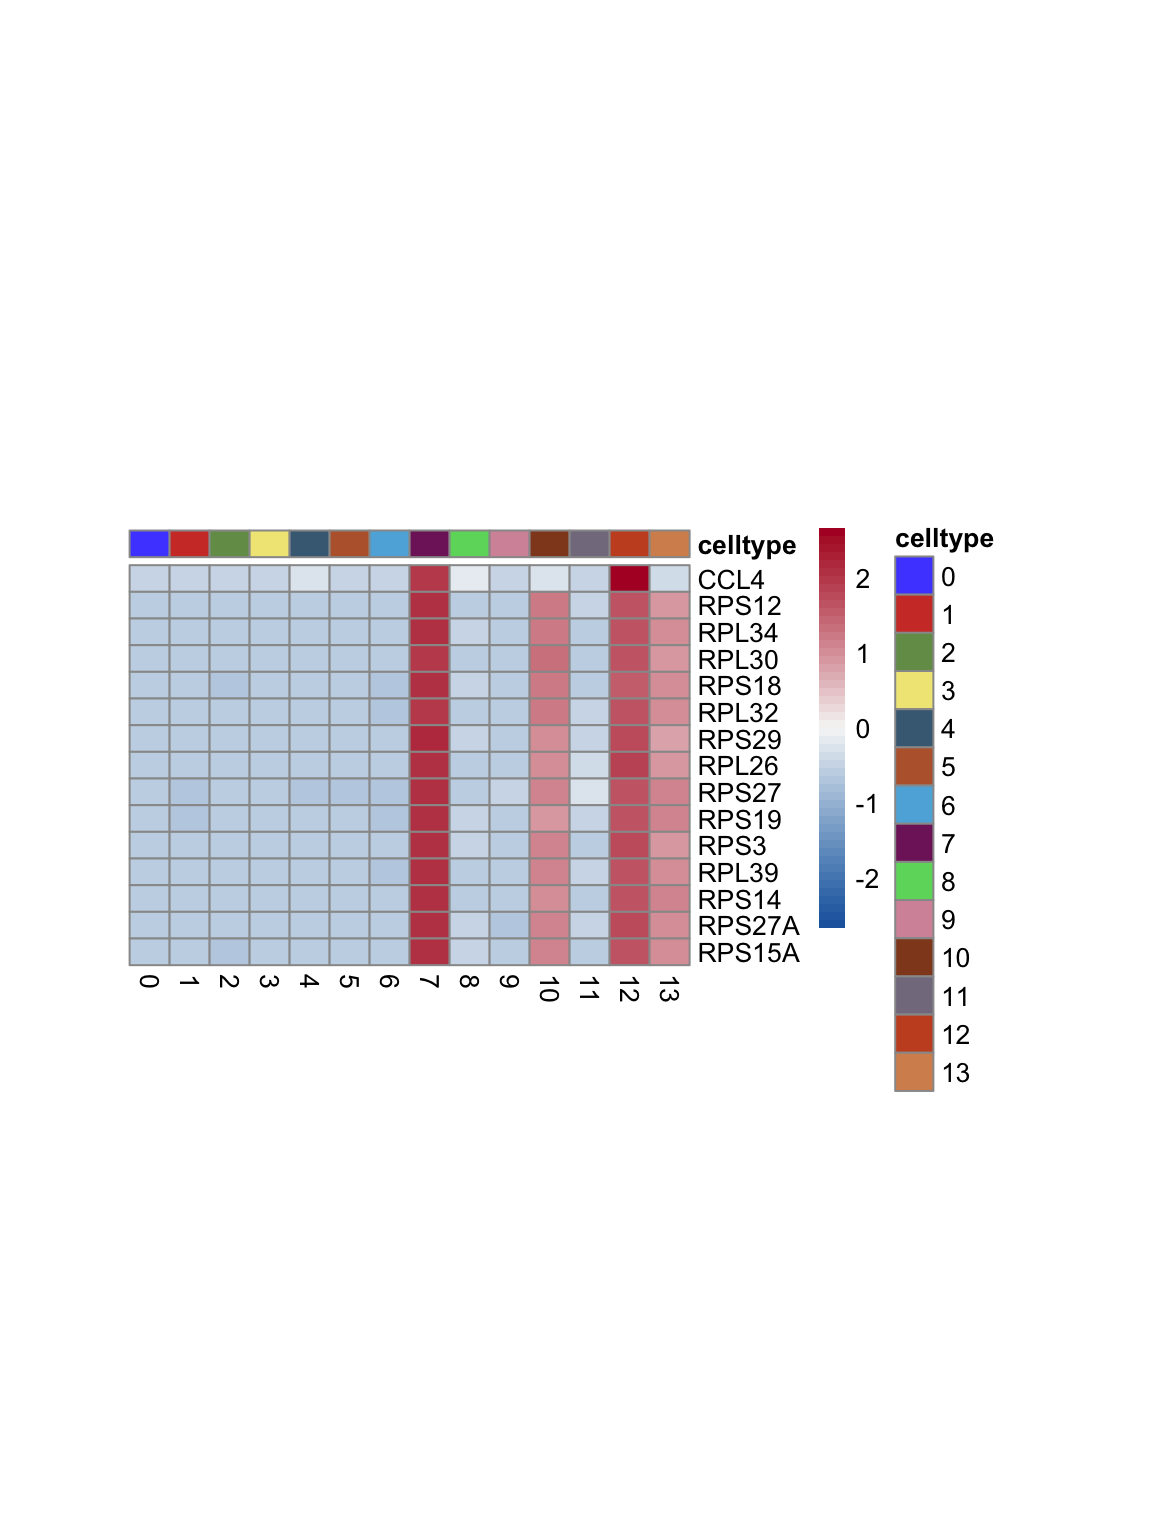 celltype
CCL4
RPS12
RPL34
RPL30
RPS18
RPL32
RPS29
RPL26
RPS27
RPS19
RPS3
RPL39
RPS14
RPS27A
RPS15A
0 1 2 3 4 5 6 7 8 9 10 11 12 13
2
1
0
-1
-2
celltype
0
1
2
3
4
5
6
7
8
9
10
11
12
13